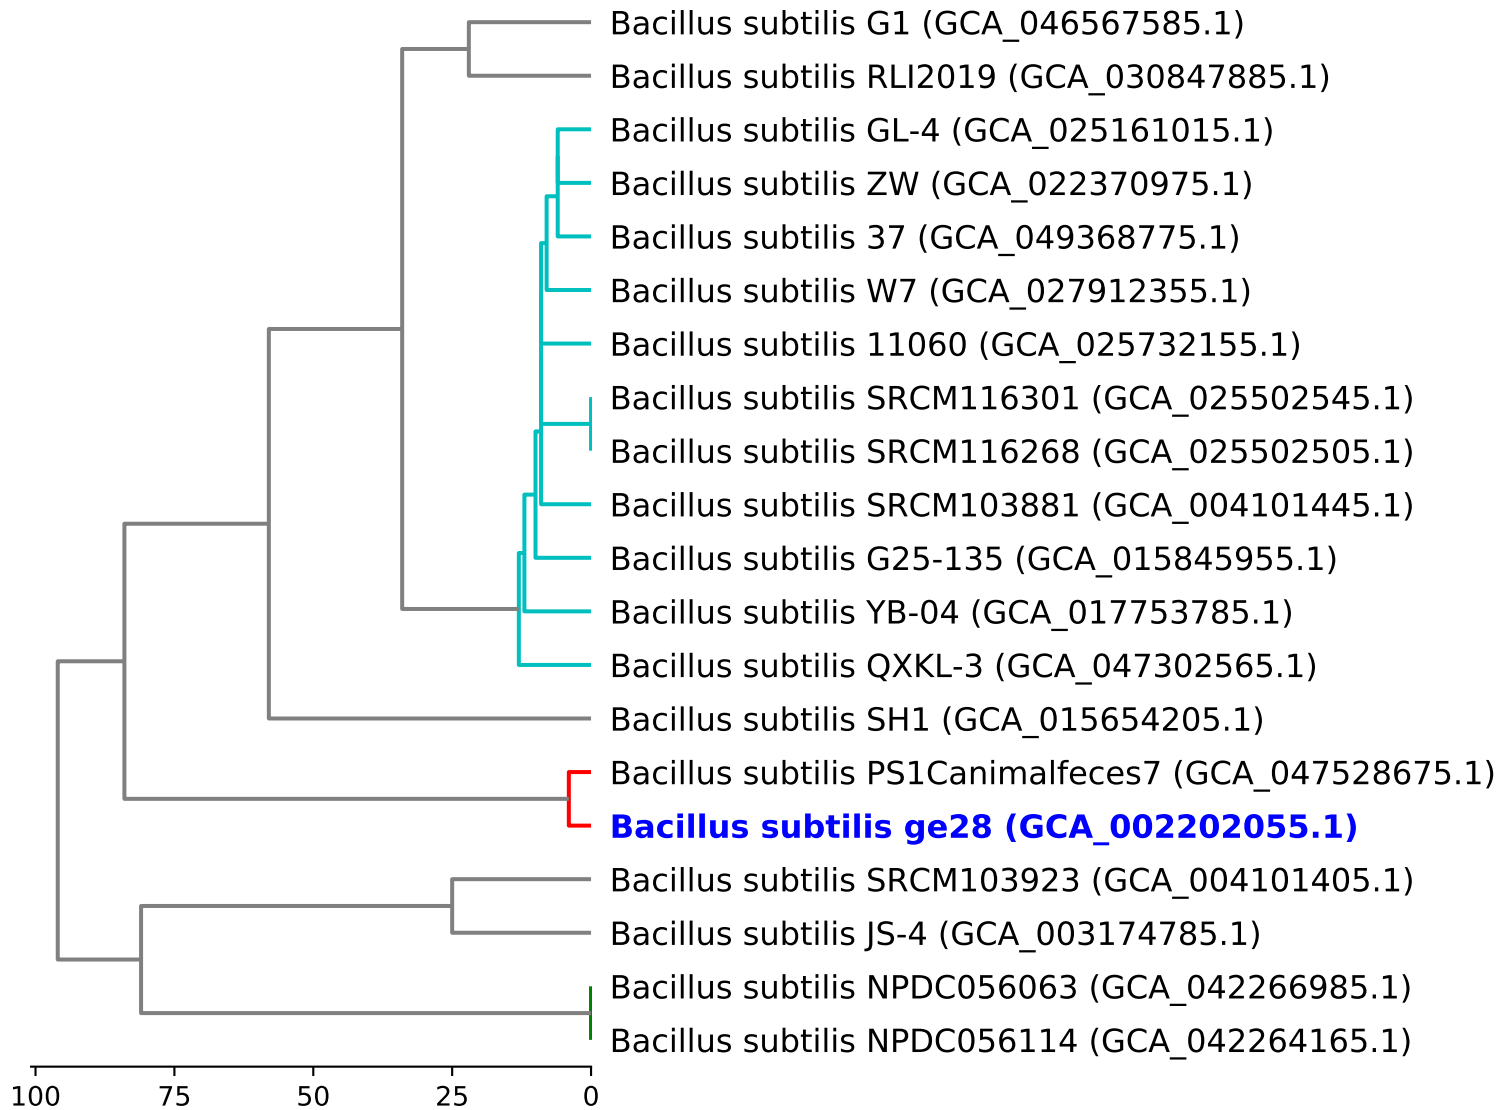 Bacillus subtilis G1 (GCA_046567585.1)
Bacillus subtilis RLI2019 (GCA_030847885.1)
Bacillus subtilis GL-4 (GCA_025161015.1)
Bacillus subtilis ZW (GCA_022370975.1)
Bacillus subtilis 37 (GCA_049368775.1)
Bacillus subtilis W7 (GCA_027912355.1)
Bacillus subtilis 11060 (GCA_025732155.1)
Bacillus subtilis SRCM116301 (GCA_025502545.1)
Bacillus subtilis SRCM116268 (GCA_025502505.1)
Bacillus subtilis SRCM103881 (GCA_004101445.1)
Bacillus subtilis G25-135 (GCA_015845955.1)
Bacillus subtilis YB-04 (GCA_017753785.1)
Bacillus subtilis QXKL-3 (GCA_047302565.1)
Bacillus subtilis SH1 (GCA_015654205.1)
Bacillus subtilis PS1Canimalfeces7 (GCA_047528675.1)
Bacillus subtilis ge28 (GCA_002202055.1)
Bacillus subtilis SRCM103923 (GCA_004101405.1)
Bacillus subtilis JS-4 (GCA_003174785.1)
Bacillus subtilis NPDC056063 (GCA_042266985.1)
Bacillus subtilis NPDC056114 (GCA_042264165.1)
100 75 50 25 0